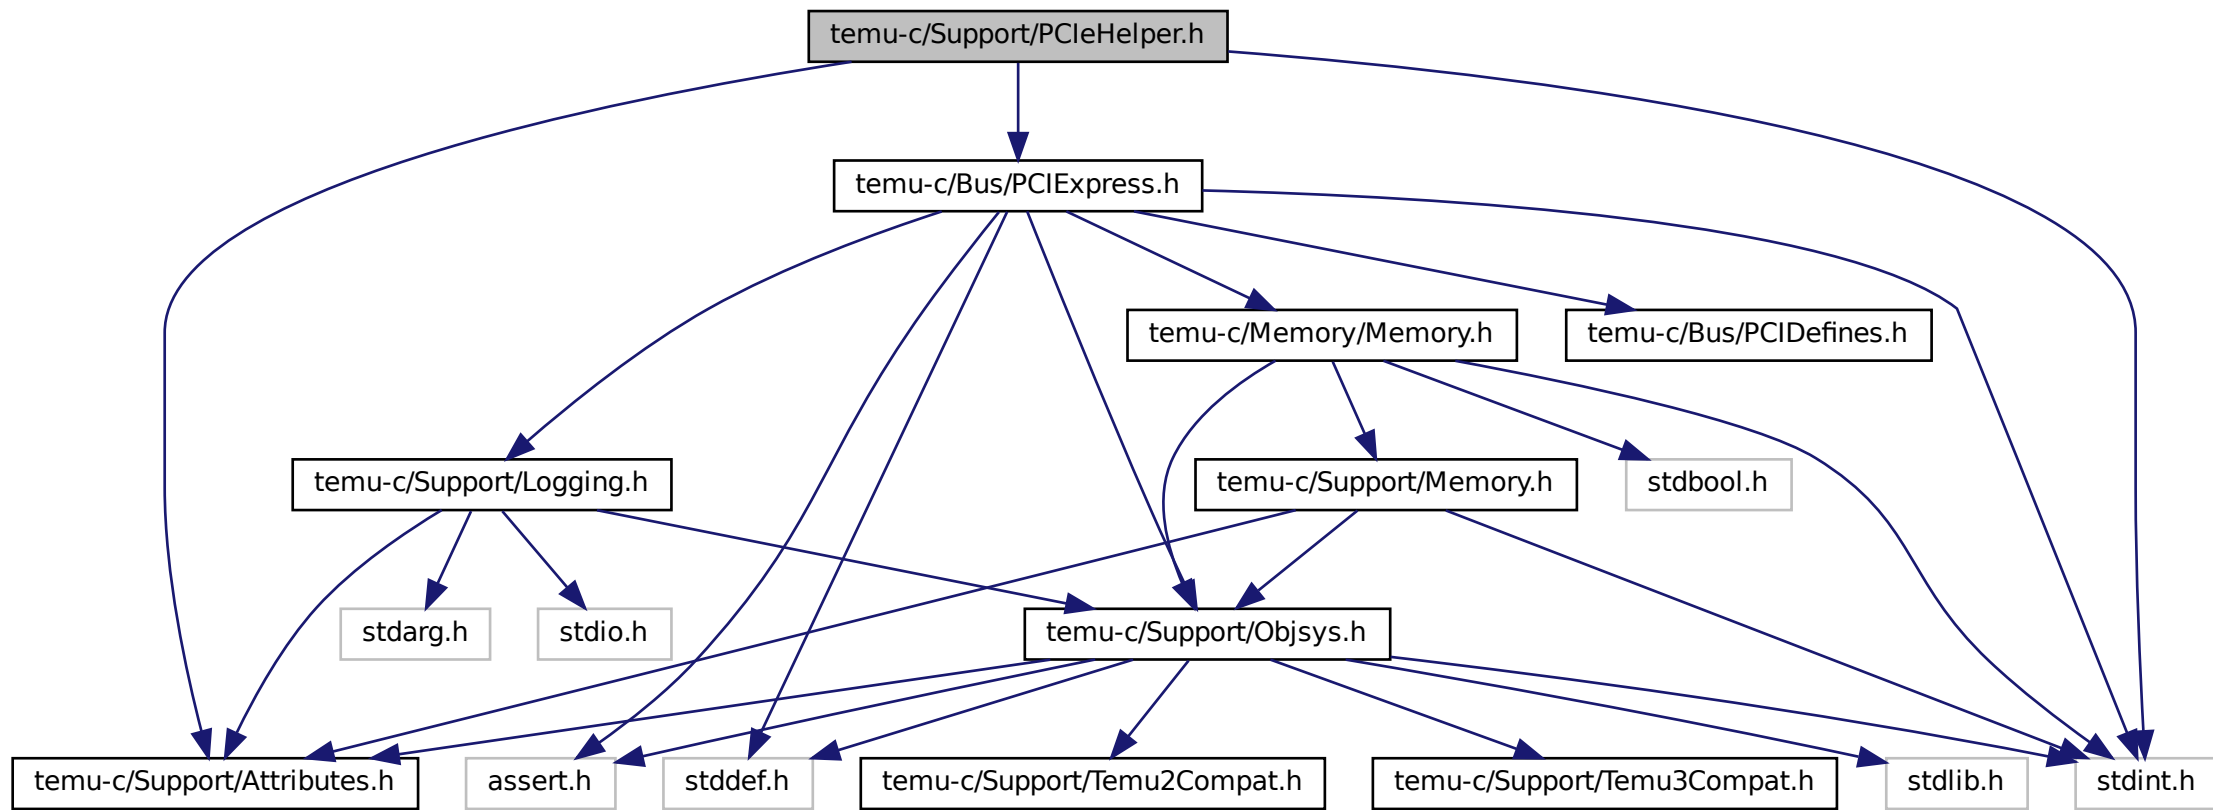 temu-c/Support/PCIeHelper.h
temu-c/Bus/PCIExpress.h
temu-c/Memory/Memory.h
temu-c/Bus/PCIDefines.h
temu-c/Support/Logging.h
temu-c/Support/Memory.h
stdbool.h
stdarg.h
stdio.h
temu-c/Support/Objsys.h
temu-c/Support/Attributes.h
assert.h
stddef.h
temu-c/Support/Temu2Compat.h
temu-c/Support/Temu3Compat.h
stdlib.h
stdint.h